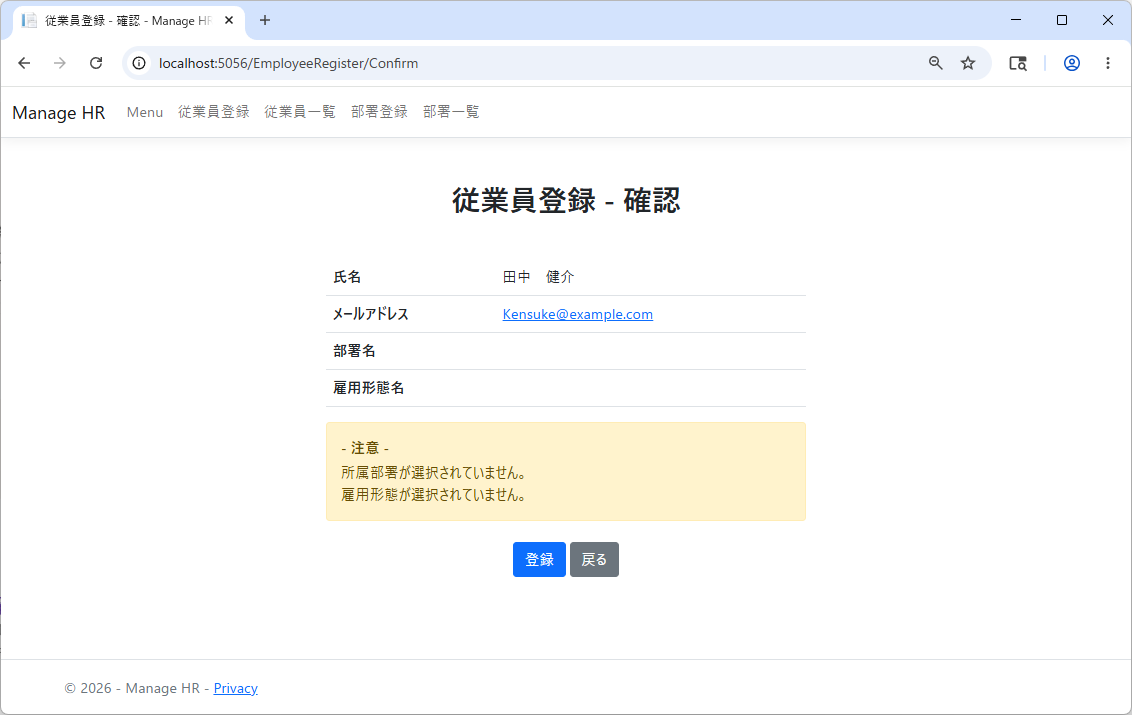 従業員登録 - 確認 - Manage HR
localhost:5056/EmployeeRegister/Confirm
Manage HR Menu 従業員登録 従業員一覧 部署登録 部署一覧
従業員登録 - 確認
氏名 田中　健介
メールアドレス Kensuke@example.com
部署名
雇用形態名
- 注意 -
所属部署が選択されていません。
雇用形態が選択されていません。
登録 戻る
© 2026 - Manage HR - Privacy